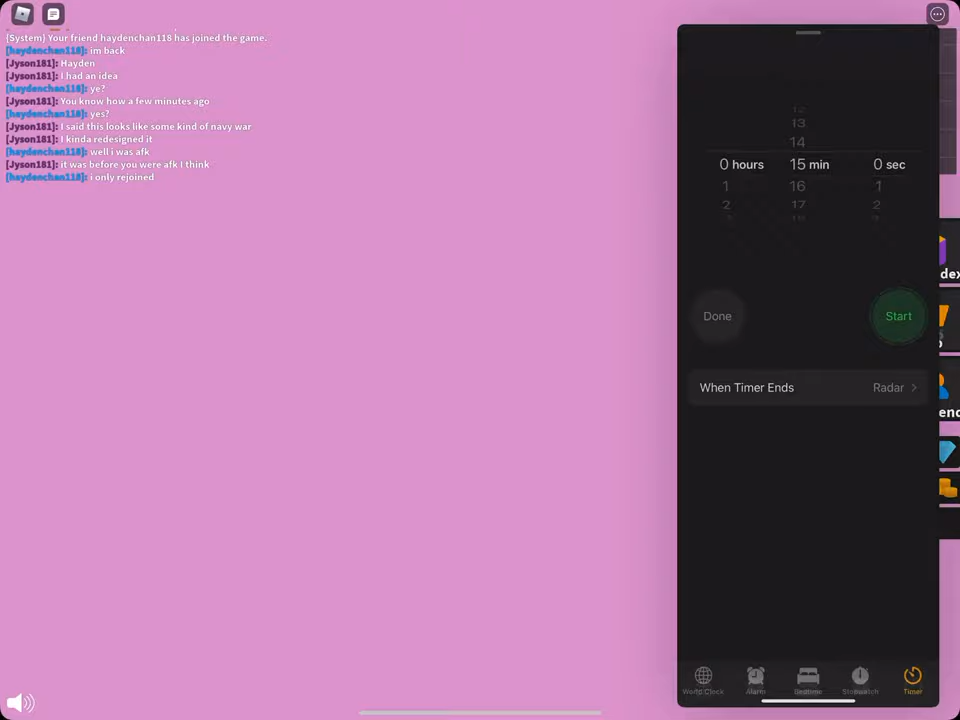 {System} Your friend haydenchan118 has joined the game.
[haydenchan118]: im back
[Jyson181]: Hayden
[Jyson181]: I had an idea
[haydenchan118]: ye?
[Jyson181]: You know how a few minutes ago
[haydenchan118]: yes?
[Jyson181]: I said this looks like some kind of navy war
[Jyson181]: I kinda redesigned it
[haydenchan118]: well i was afk
[Jyson181]: it was before you were afk I think
[haydenchan118]: i only rejoined
12
13
14
0 hours 15 min 0 sec
1 16 1
2 17 2
18
Done Start
When Timer Ends Radar >
World Clock Alarm Bedtime Stopwatch Timer